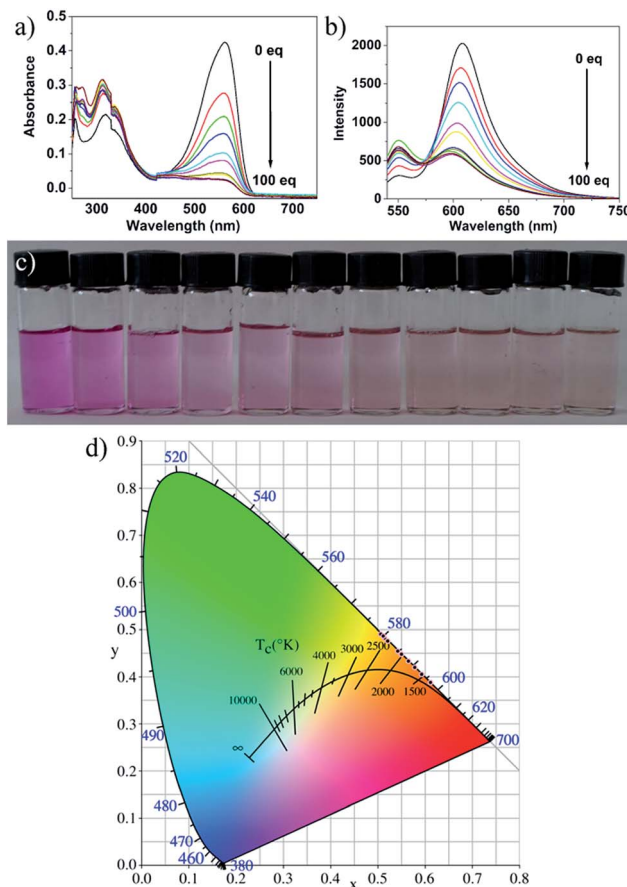 a)
0.5
0.4
0.3
0.2
0.1
0.0
Absorbance
0 eq
100 eq
300 400 500 600 700
Wavelength (nm)
b)
2000
1750
1500
1250
1000
750
500
250
0
Intensity
0 eq
100 eq
550 600 650 700 750
Wavelength (nm)
c)
d)
0.9
0.8
0.7
0.6
0.5
y
0.4
0.3
0.2
0.1
0.0
520
540
560
500
580
Tc(°K)
4000 3000 2500
6000
2000 1500
600
10000
620
∞
490
700
480
470
460
380
0.0 0.1 0.2 0.3 0.4 0.5 0.6 0.7 0.8
x